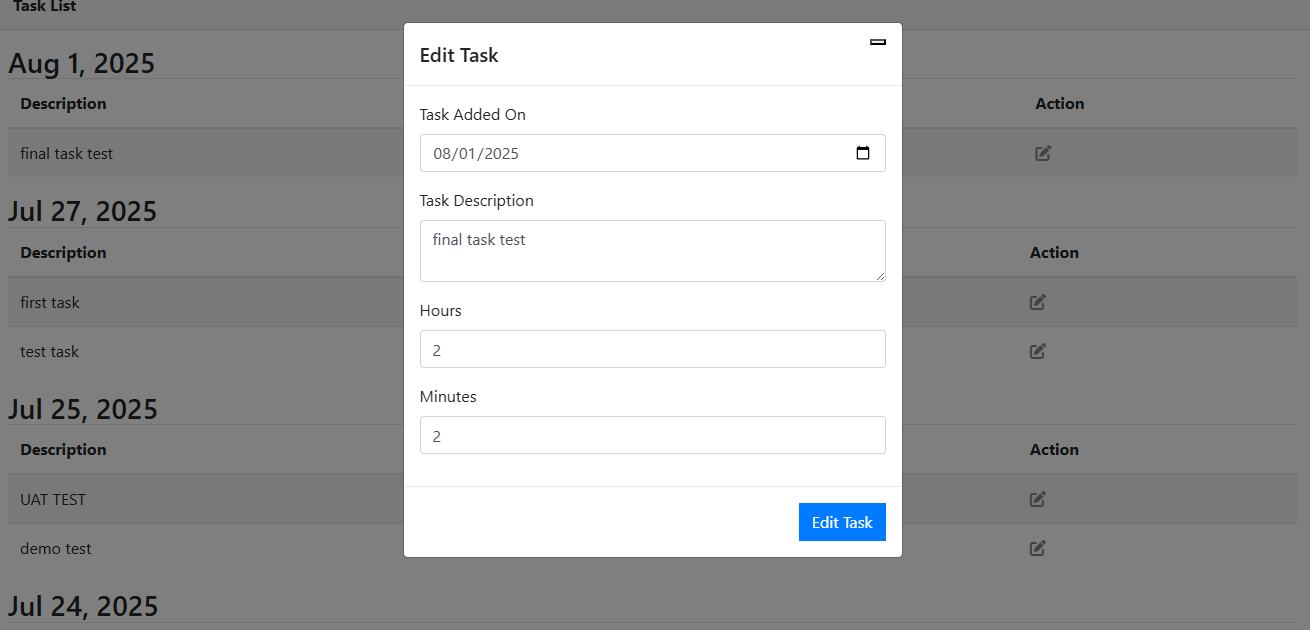 Task List
Aug 1, 2025
Description Action
final task test
Jul 27, 2025
Description Action
first task
test task
Jul 25, 2025
Description Action
UAT TEST
demo test
Jul 24, 2025
Edit Task
Task Added On
08/01/2025
Task Description
final task test
Hours
2
Minutes
2
Edit Task